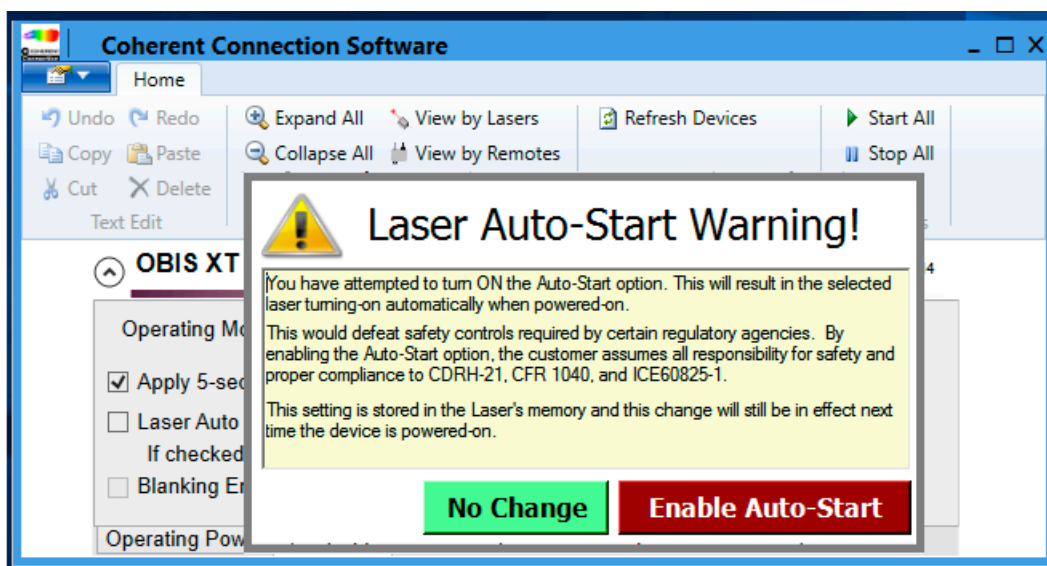 Coherent Connection Software
Home
Undo Redo Expand All View by Lasers Refresh Devices Start All
Copy Paste Collapse All View by Remotes Stop All
Cut Delete
Text Edit
Laser Auto-Start Warning!
OBIS XT
You have attempted to turn ON the Auto-Start option. This will result in the selected
laser turning-on automatically when powered-on.
Operating
This would defeat safety controls required by certain regulatory agencies. By
enabling the Auto-Start option, the customer assumes all responsibility for safety and
proper compliance to CDRH-21, CFR 1040, and ICE60825-1.
Apply
This setting is stored in the Laser's memory and this change will still be in effect next
time the device is powered-on.
Laser Auto
If checked
Blanking
No Change Enable Auto-Start
Operating